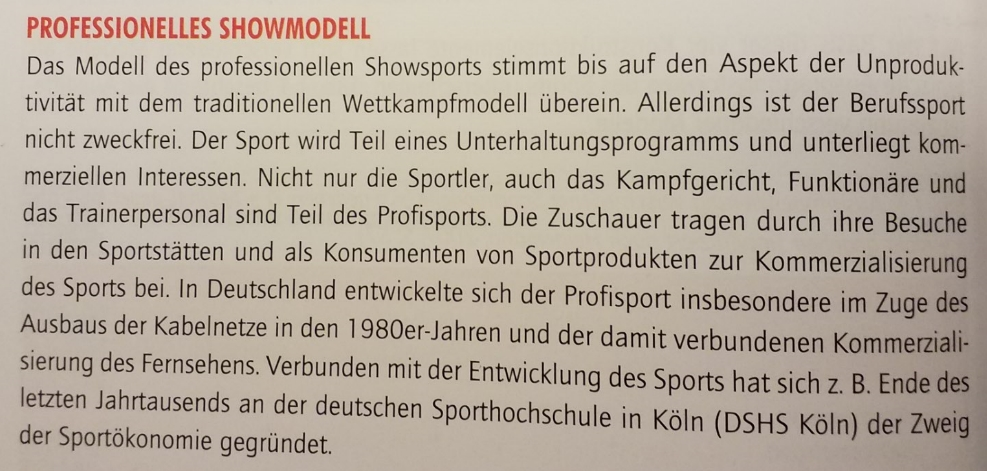 PROFESSIONELLES SHOWMODELL
Das Modell des professionellen Showsports stimmt bis auf den Aspekt der Unproduk-
tivität mit dem traditionellen Wettkampfmodell überein. Allerdings ist der Berufssport
nicht zweckfrei. Der Sport wird Teil eines Unterhaltungsprogramms und unterliegt kom-
merziellen Interessen. Nicht nur die Sportler, auch das Kampfgericht, Funktionäre und
das Trainerpersonal sind Teil des Profisports. Die Zuschauer tragen durch ihre Besuche
in den Sportstätten und als Konsumenten von Sportprodukten zur Kommerzialisierung
des Sports bei. In Deutschland entwickelte sich der Profisport insbesondere im Zuge des
Ausbaus der Kabelnetze in den 1980er-Jahren und der damit verbundenen Kommerziali-
sierung des Fernsehens. Verbunden mit der Entwicklung des Sports hat sich z. B. Ende des
letzten Jahrtausends an der deutschen Sporthochschule in Köln (DSHS Köln) der Zweig
der Sportökonomie gegründet.